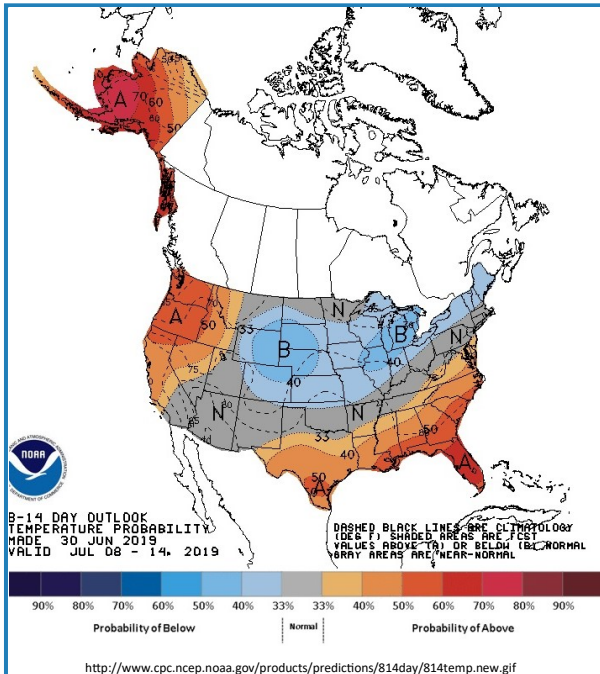 A
70
60
50
A
50
33
N
B
B
40
40
N
75
N
N
33
40
50
50
A
A
NOAA
8-14 DAY OUTLOOK
TEMPERATURE PROBABILITY
MADE 30 JUN 2019
VALID JUL 08 - 14, 2019
DASHED BLACK LINES ARE CLIMATOLOGY
(DEG F) SHADED AREAS ARE FCST
VALUES ABOVE (A) OR BELOW (B) NORMAL
GRAY AREAS ARE NEAR-NORMAL
90% 80% 70% 60% 50% 40% 33% 33% 40% 50% 60% 70% 80% 90%
Probability of Below Normal Probability of Above
http://www.cpc.ncep.noaa.gov/products/predictions/814day/814temp.new.gif